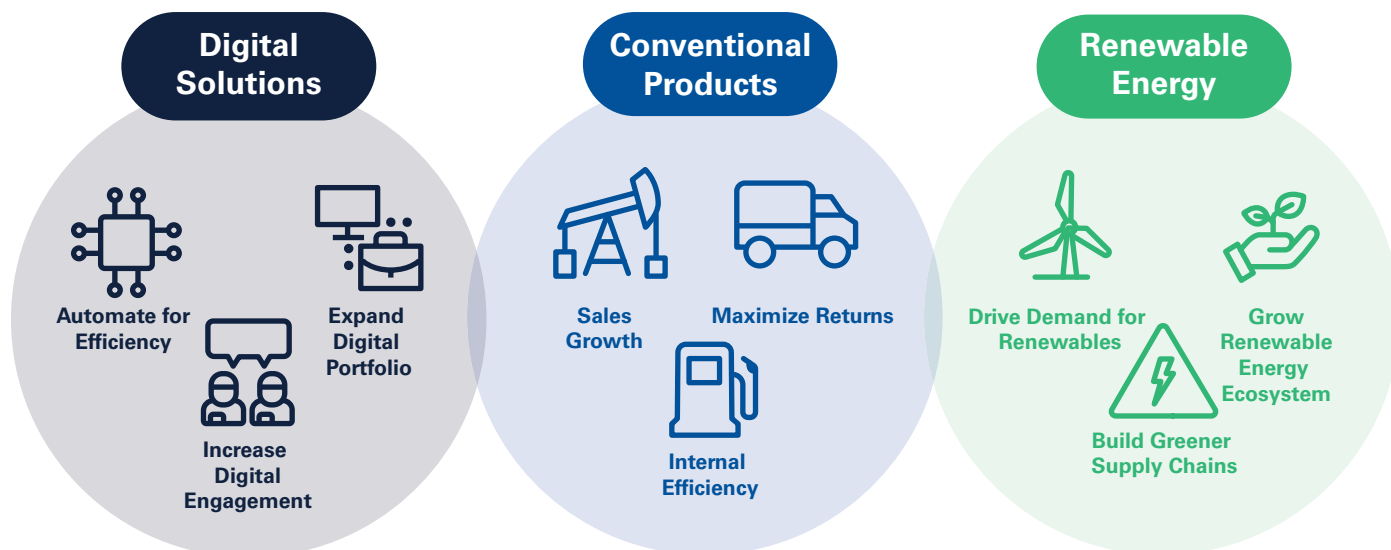 Digital
Solutions
Automate for
Efficiency
Expand
Digital
Portfolio
Increase
Digital
Engagement
Conventional
Products
Sales
Growth
Maximize Returns
Internal
Efficiency
Renewable
Energy
Drive Demand for
Renewables
Grow
Renewable
Energy
Ecosystem
Build Greener
Supply Chains